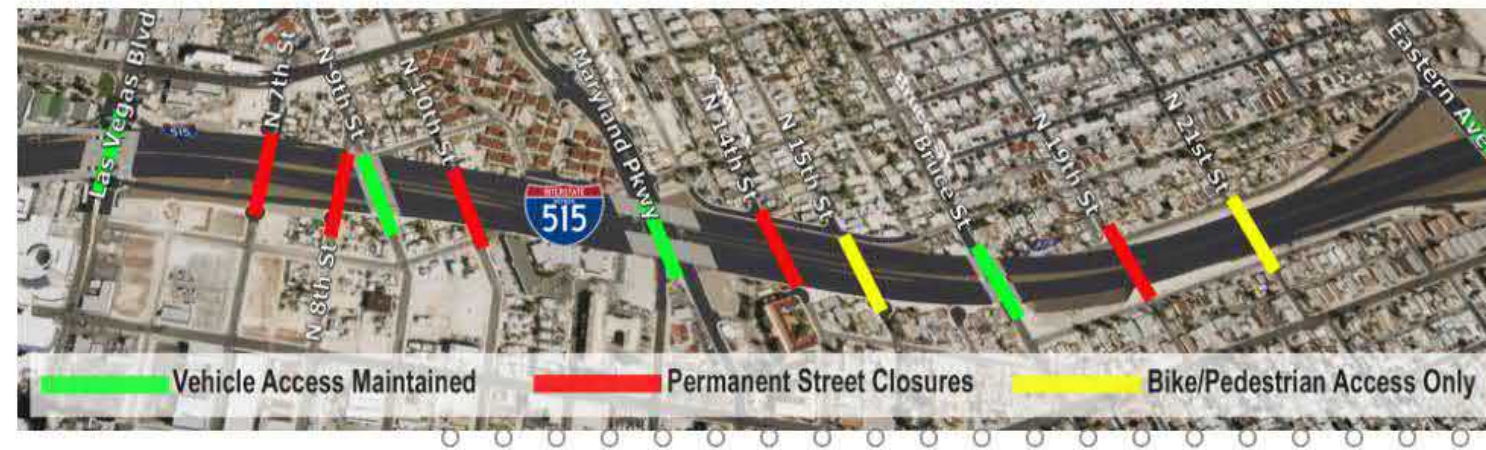 Las Vegas Blvd
515
N 7th St
N 8th St
N 9th St
N 10th St
INTERSTATE
515
Maryland Pkwy
N 14th St
N 15th St
Bruce St
N 19th St
N 21st St
Eastern Ave
Vehicle Access Maintained
Permanent Street Closures
Bike/Pedestrian Access Only